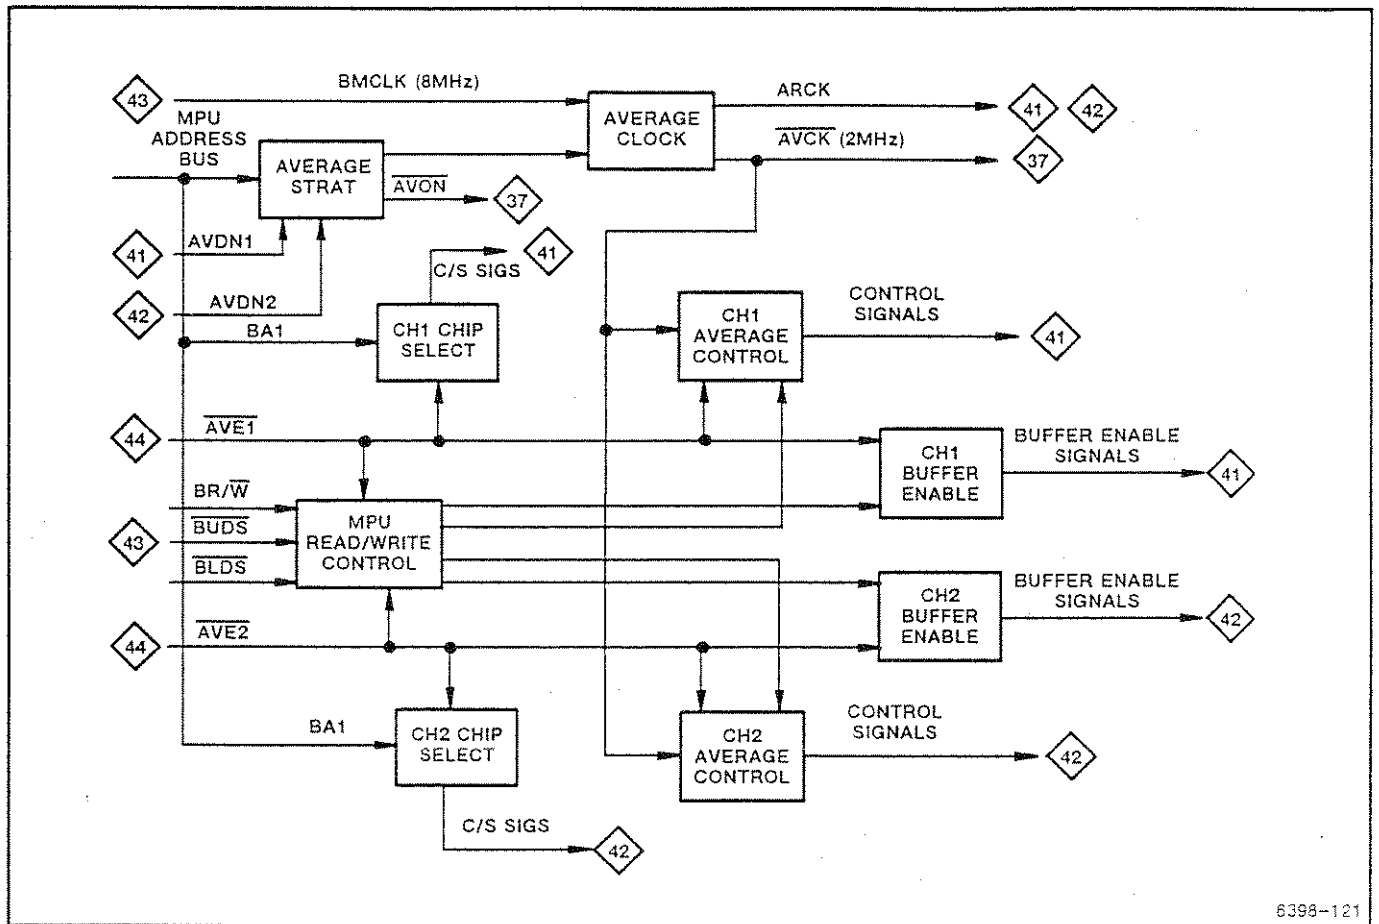 BMCLK (8MHz)
43
MPU
ADDRESS
BUS
AVERAGE
CLOCK
ARCK
41
42
AVCK (2MHz)
37
AVERAGE
STRAT
AVON
37
41
AVDN1
42
AVDN2
C/S SIGS
41
BA1
CH1 CHIP
SELECT
CH1
AVERAGE
CONTROL
CONTROL
SIGNALS
41
44
AVE1
CH1
BUFFER
ENABLE
BUFFER ENABLE
SIGNALS
41
BR/W
43
BUDS
BLDS
MPU
READ/WRITE
CONTROL
CH2
BUFFER
ENABLE
BUFFER ENABLE
SIGNALS
42
44
AVE2
BA1
CH2 CHIP
SELECT
CH2
AVERAGE
CONTROL
CONTROL
SIGNALS
42
C/S SIGS
42
6398-121